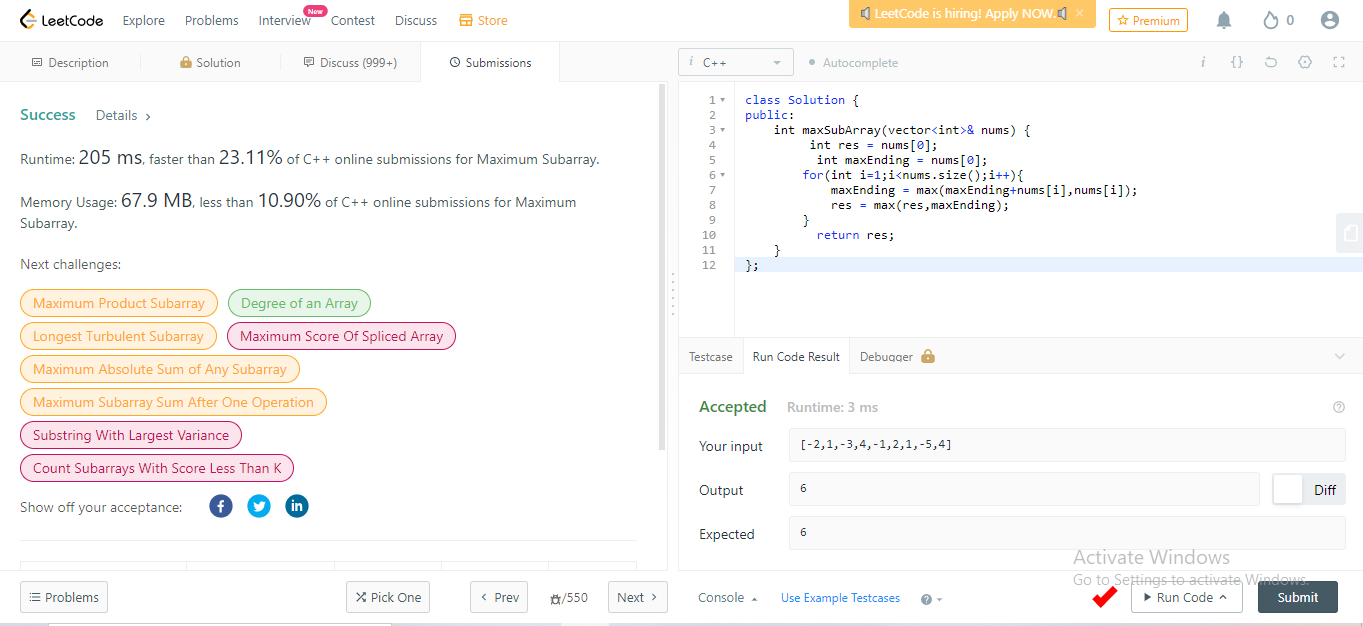 LeetCode Explore Problems Interview New Contest Discuss Store LeetCode is hiring! Apply NOW. × Premium 0
Description Solution Discuss (999+) Submissions
Success Details >
Runtime: 205 ms, faster than 23.11% of C++ online submissions for Maximum Subarray.
Memory Usage: 67.9 MB, less than 10.90% of C++ online submissions for Maximum
Subarray.
Next challenges:
Maximum Product Subarray Degree of an Array
Longest Turbulent Subarray Maximum Score Of Spliced Array
Maximum Absolute Sum of Any Subarray
Maximum Subarray Sum After One Operation
Substring With Largest Variance
Count Subarrays With Score Less Than K
Show off your acceptance: f in
Problems Pick One < Prev /550 Next >
i C++ Autocomplete i {}
1 class Solution {
2 public:
3 int maxSubArray(vector<int>& nums) {
4 int res = nums[0];
5 int maxEnding = nums[0];
6 for(int i=1;i<nums.size();i++){
7 maxEnding = max(maxEnding+nums[i],nums[i]);
8 res = max(res,maxEnding);
9 }
10 return res;
11 }
12 };
Testcase Run Code Result Debugger
Accepted Runtime: 3 ms ?
Your input [-2,1,-3,4,-1,2,1,-5,4]
Output 6 Diff
Expected 6
Activate Windows
Go to Settings to activate Windows.
Console Use Example Testcases ? Run Code Submit